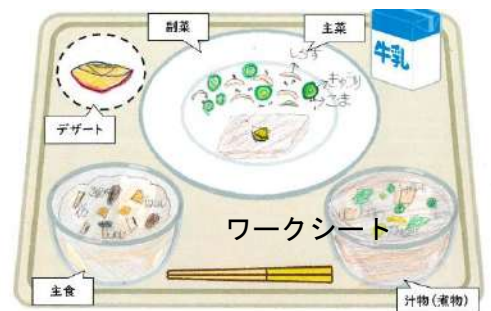 副菜
主菜
牛乳
しらす
きゅうり
ごま
デザート
ワークシート
主食
汁物(煮物)